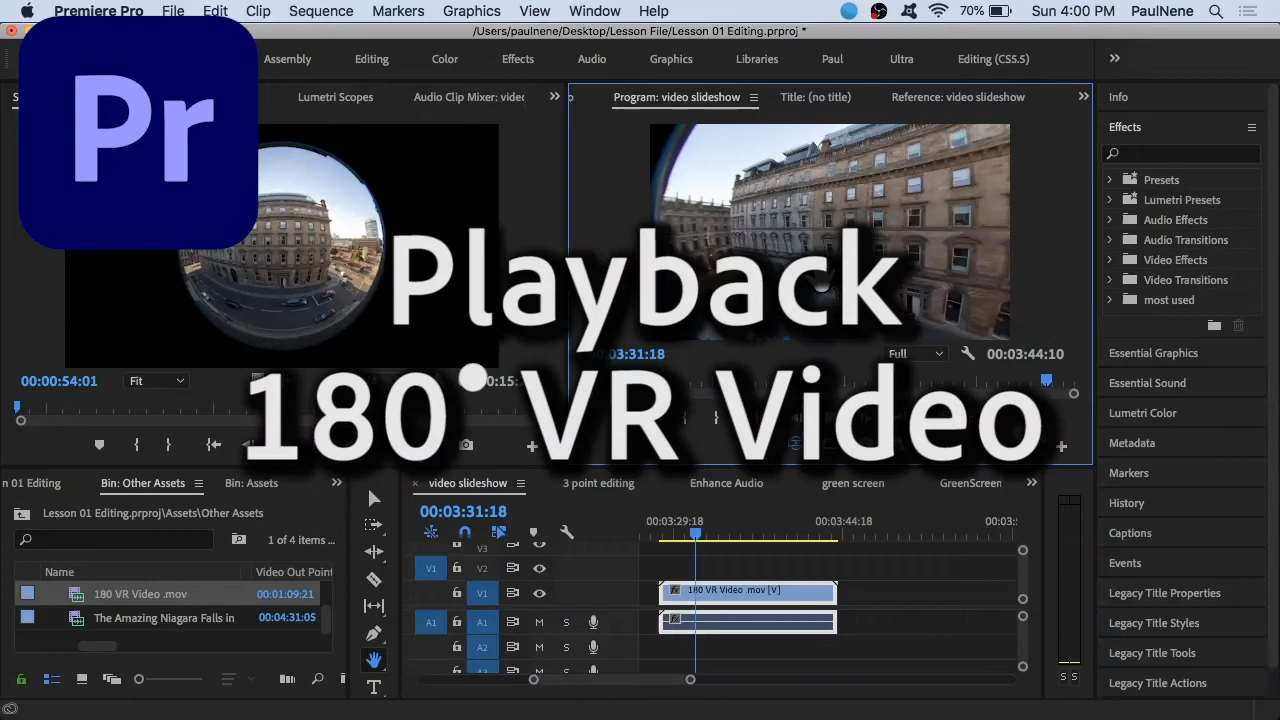 Premiere Pro File Edit Clip Sequence Markers Graphics View Window Help 70% Sun 4:00 PM PaulNene
/Users/paulnene/Desktop/Lesson File/Lesson 01 Editing.prproj *
Assembly Editing Color Effects Audio Graphics Libraries Paul Ultra Editing (CS5.5)
Pr
Lumetri Scopes Audio Clip Mixer: video
Program: video slideshow Title: (no title) Reference: video slideshow
Info
Effects
Presets
Lumetri Presets
Audio Effects
Audio Transitions
Video Effects
Video Transitions
most used
Playback
180° VR Video
00:00:54:01 Fit
03:31:18 Full 00:03:44:10
Essential Graphics
Essential Sound
Lumetri Color
Metadata
Markers
History
Captions
Events
Legacy Title Properties
Legacy Title Styles
Legacy Title Tools
Legacy Title Actions
n 01 Editing Bin: Other Assets Bin: Assets
Lesson 01 Editing.prproj\Assets\Other Assets
1 of 4 items ...
Name Video Out Point
180 VR Video .mov 00:01:09:21
The Amazing Niagara Falls in 00:04:31:05
× video slideshow 3 point editing Enhance Audio green screen GreenScreen
00:03:31:18
00:03:29:18 00:03:44:18 00:03:
V3
V1 V2
V1
fx 180 VR Video .mov [V]
A1 A1 M S
fx
A2 M S
A3
S S